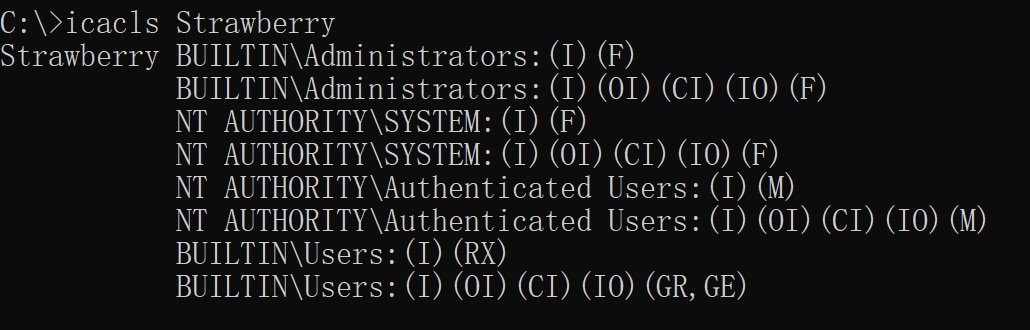 C:\>icacls Strawberry
Strawberry BUILTIN\Administrators:(I)(F)
BUILTIN\Administrators:(I)(OI)(CI)(IO)(F)
NT AUTHORITY\SYSTEM:(I)(F)
NT AUTHORITY\SYSTEM:(I)(OI)(CI)(IO)(F)
NT AUTHORITY\Authenticated Users:(I)(M)
NT AUTHORITY\Authenticated Users:(I)(OI)(CI)(IO)(M)
BUILTIN\Users:(I)(RX)
BUILTIN\Users:(I)(OI)(CI)(IO)(GR,GE)